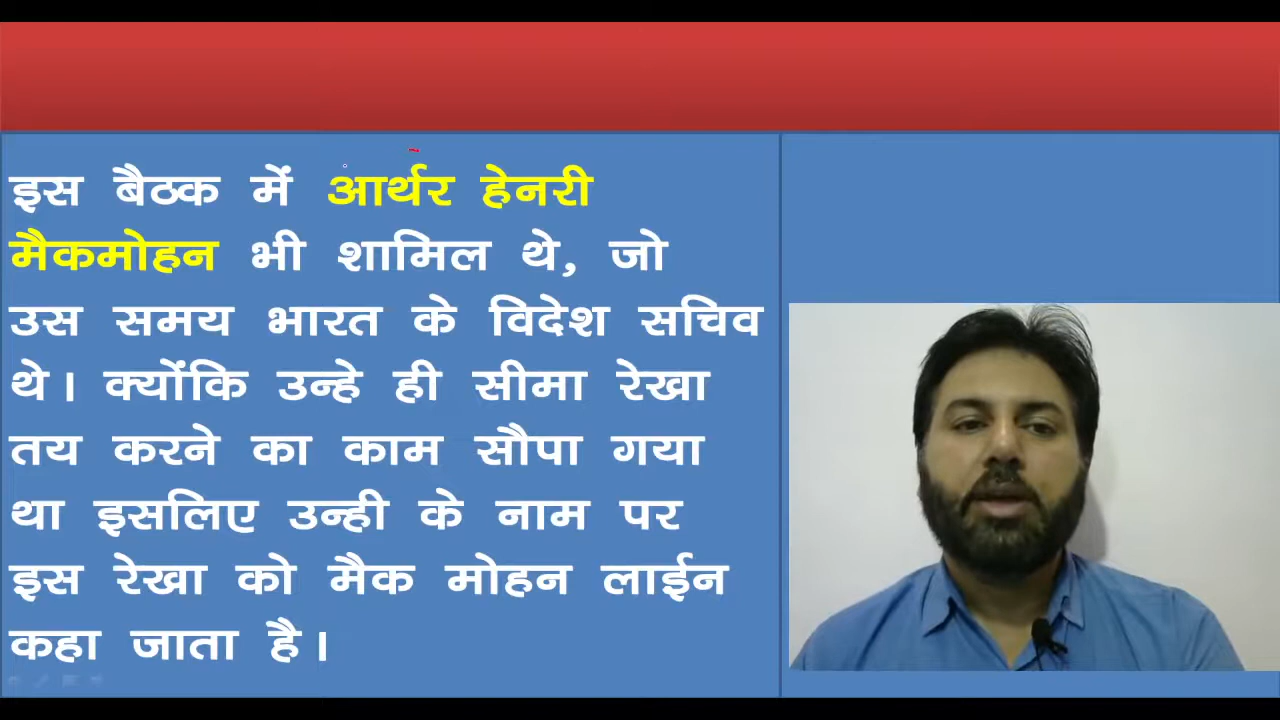 इस बैठक में आर्थर हेनरी
मैकमोहन भी शामिल थे, जो
उस समय भारत के विदेश सचिव
थे। क्योंकि उन्हे ही सीमा रेखा
तय करने का काम सौपा गया
था इसलिए उन्ही के नाम पर
इस रेखा को मैक मोहन लाईन
कहा जाता है।